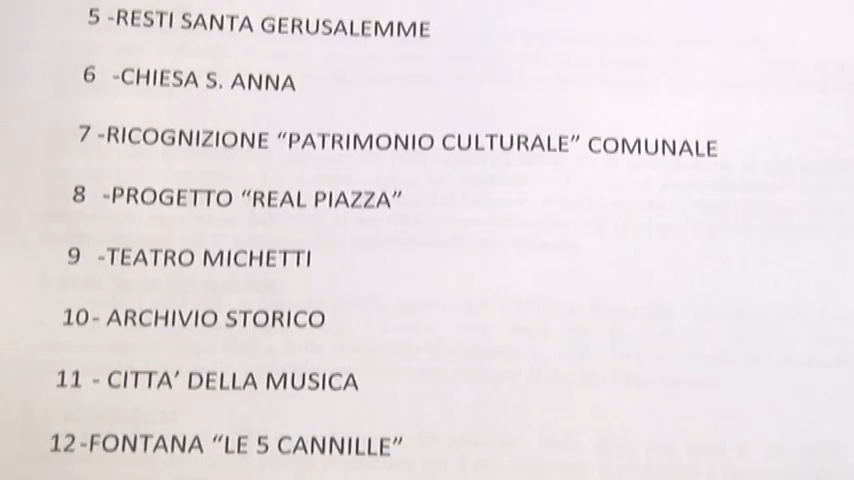 5 -RESTI SANTA GERUSALEMME
6 -CHIESA S. ANNA
7 -RICOGNIZIONE "PATRIMONIO CULTURALE" COMUNALE
8 -PROGETTO "REAL PIAZZA"
9 -TEATRO MICHETTI
10- ARCHIVIO STORICO
11 - CITTA' DELLA MUSICA
12-FONTANA "LE 5 CANNILLE"